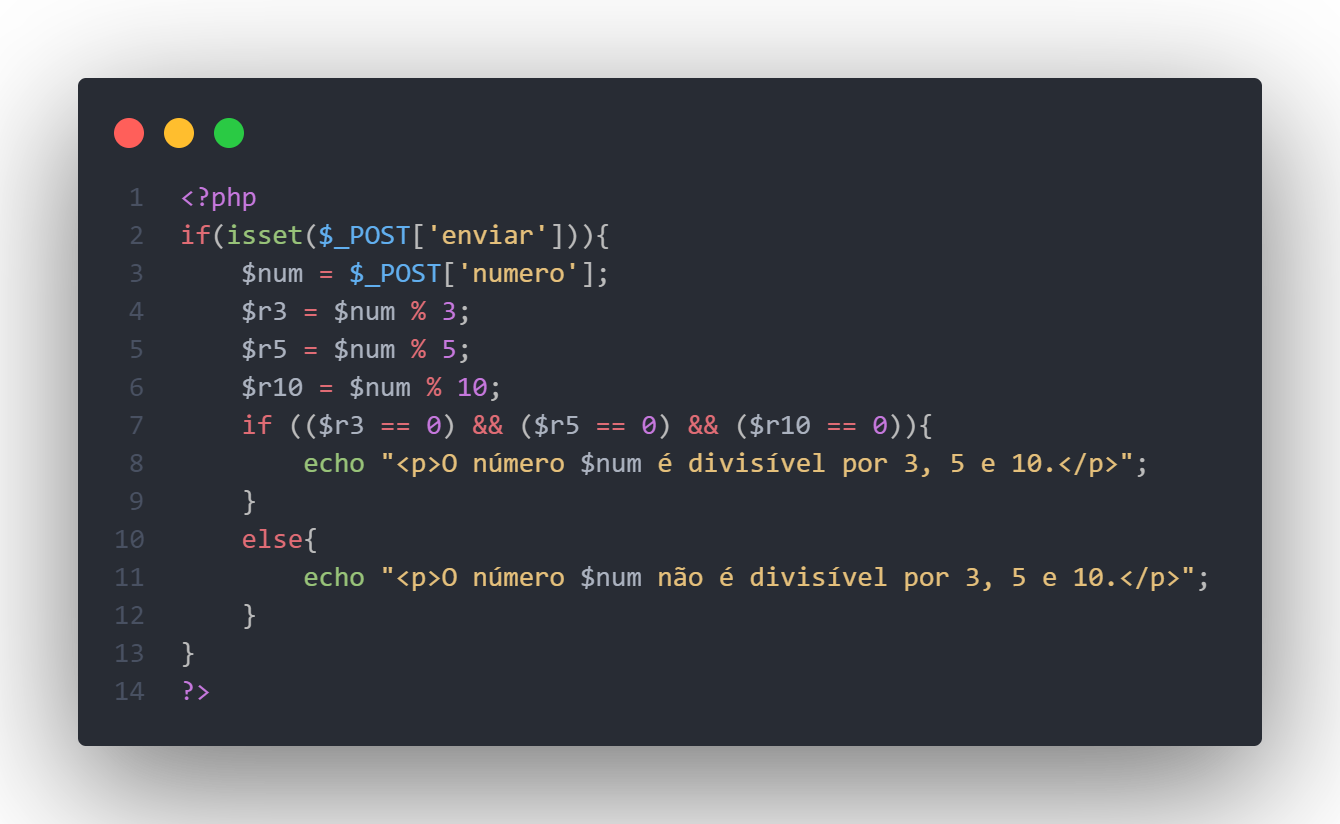 1 <?php
2 if(isset($_POST['enviar'])){
3     $num = $_POST['numero'];
4     $r3 = $num % 3;
5     $r5 = $num % 5;
6     $r10 = $num % 10;
7     if (($r3 == 0) && ($r5 == 0) && ($r10 == 0)){
8         echo "<p>O número $num é divisível por 3, 5 e 10.</p>";
9     }
10     else{
11         echo "<p>O número $num não é divisível por 3, 5 e 10.</p>";
12     }
13 }
14 ?>